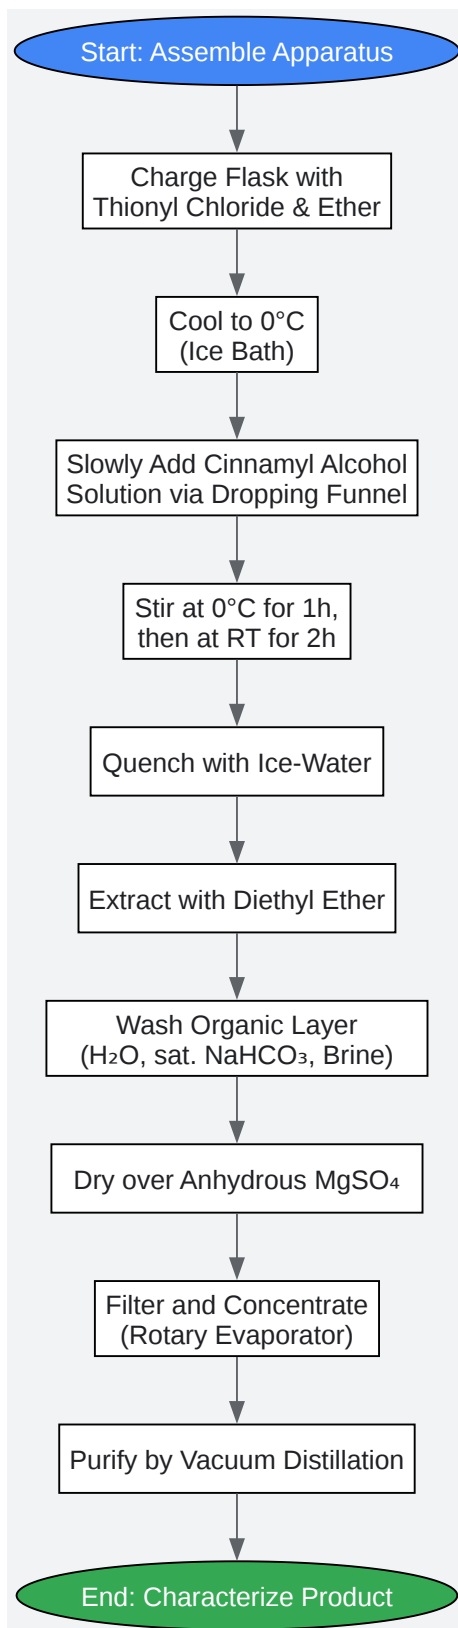 Start: Assemble Apparatus
Charge Flask with
Thionyl Chloride & Ether
Cool to 0°C
(Ice Bath)
Slowly Add Cinnamyl Alcohol
Solution via Dropping Funnel
Stir at 0°C for 1h,
then at RT for 2h
Quench with Ice-Water
Extract with Diethyl Ether
Wash Organic Layer
(H₂O, sat. NaHCO₃, Brine)
Dry over Anhydrous MgSO₄
Filter and Concentrate
(Rotary Evaporator)
Purify by Vacuum Distillation
End: Characterize Product